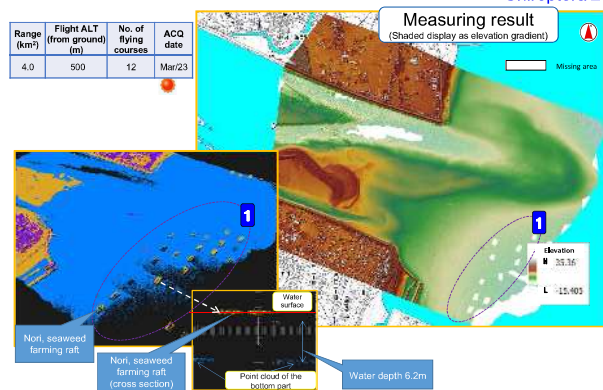 Measuring result
(Shaded display as elevation gradient)
Range
(km²)
Flight ALT
(from ground)
(m)
No. of
flying
courses
ACQ
date
4.0
500
12
Mar/23
Missing area
1
1
Elevation
H 35.36
L -15.405
Nori, seaweed
farming raft
Nori, seaweed
farming raft
(cross section)
Water
surface
Point cloud of the
bottom part
Water depth 6.2m